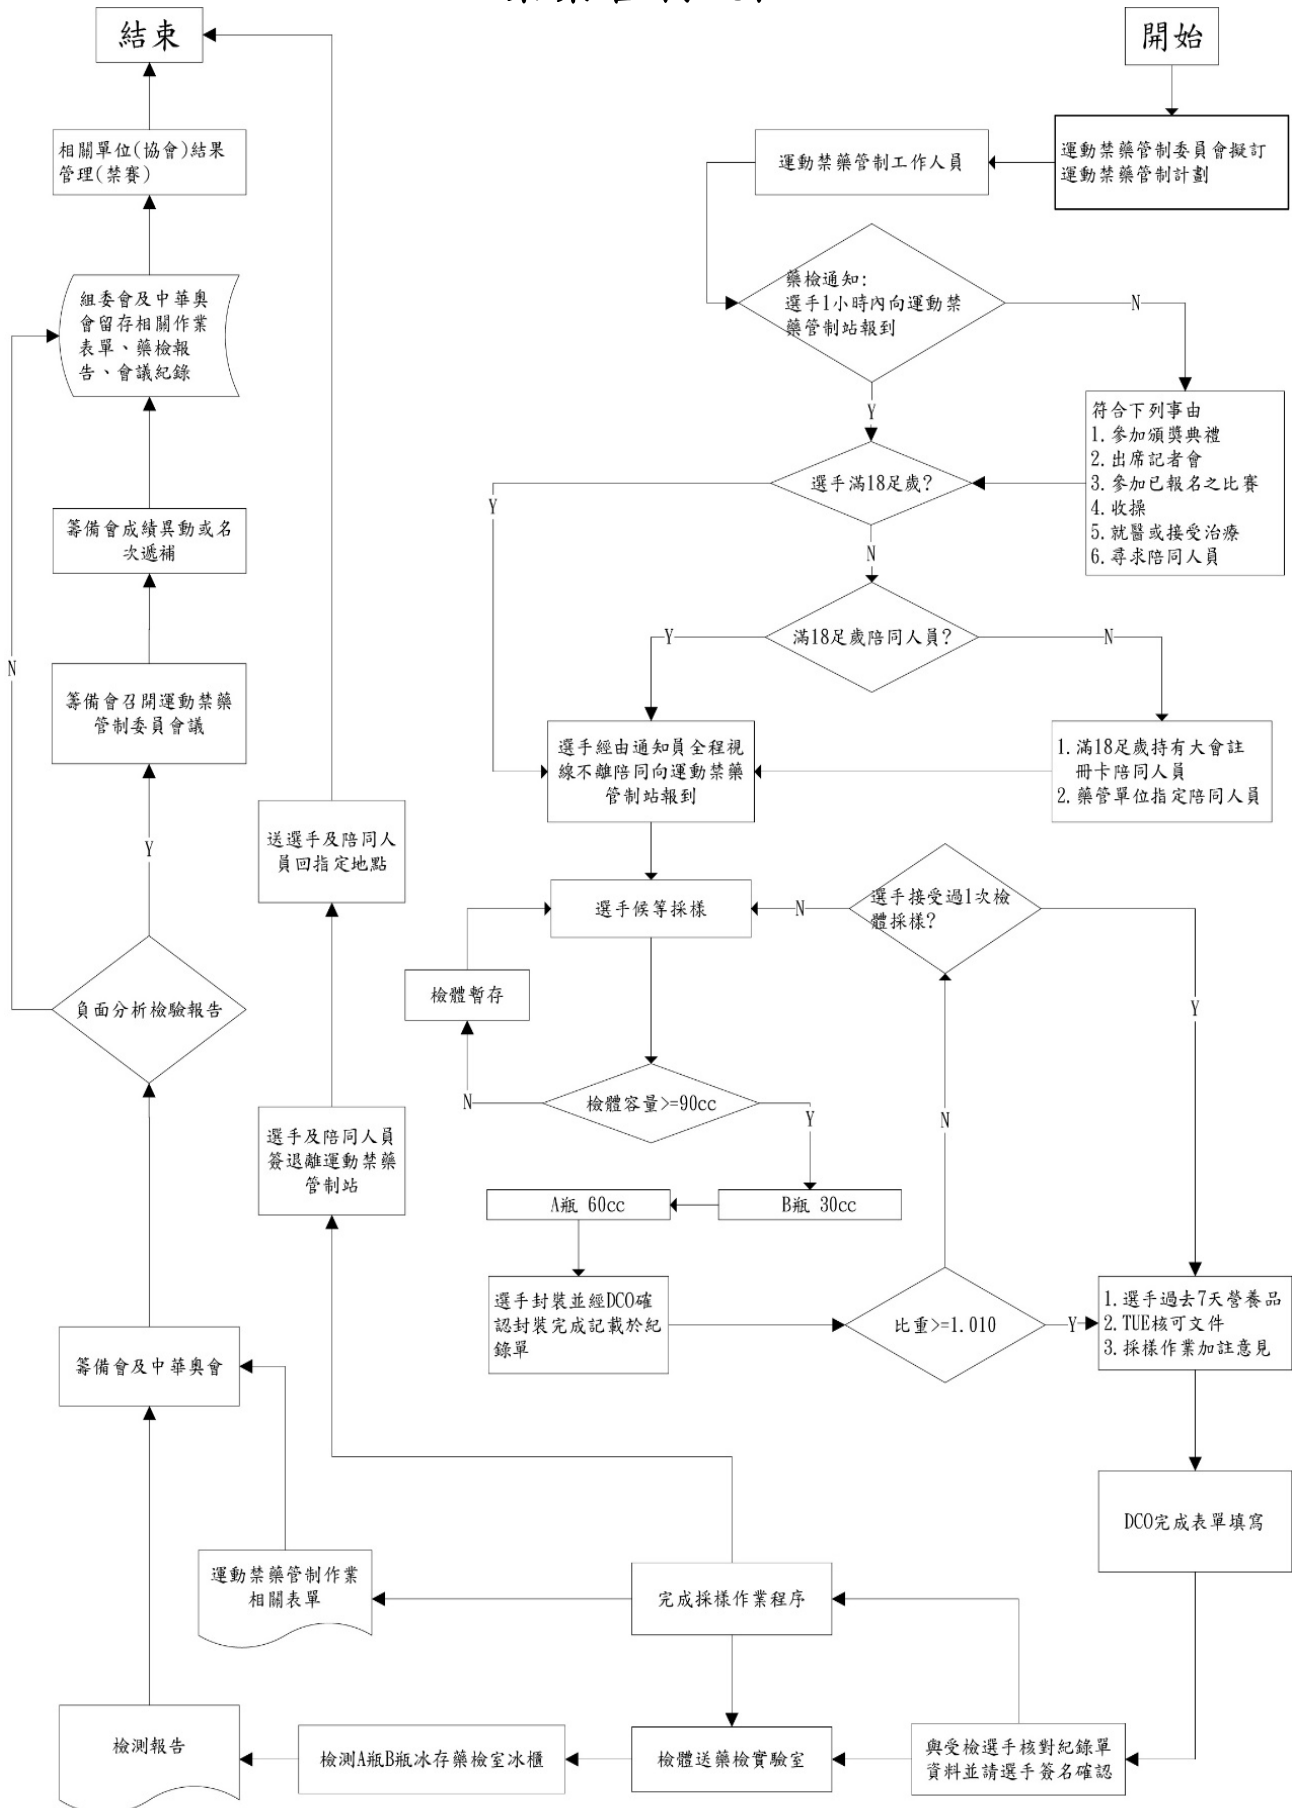 結束
開始
相關單位(協會)結果
管理(禁賽)
運動禁藥管制工作人員
運動禁藥管制委員會擬訂
運動禁藥管制計劃
藥檢通知:
選手1小時內向運動禁
藥管制站報到
N
Y
組委會及中華奧
會留存相關作業
表單、藥檢報
告、會議紀錄
符合下列事由
1.參加頒獎典禮
2.出席記者會
3.參加已報名之比賽
4.收操
5.就醫或接受治療
6.尋求陪同人員
選手滿18足歲?
Y
N
籌備會成績異動或名
次遞補
滿18足歲陪同人員?
Y
N
N
籌備會召開運動禁藥
管制委員會議
選手經由通知員全程視
線不離陪同向運動禁藥
管制站報到
1.滿18足歲持有大會註
冊卡陪同人員
2.藥管單位指定陪同人員
送選手及陪同人
員回指定地點
Y
選手候等採樣
N
選手接受過1次檢
體採樣?
Y
檢體暫存
負面分析檢驗報告
N
檢體容量>=90cc
Y
N
選手及陪同人員
簽退離運動禁藥
管制站
A瓶 60cc
B瓶 30cc
選手封裝並經DCO確
認封裝完成記載於紀
錄單
比重>=1.010
Y
1.選手過去7天營養品
2.TUE核可文件
3.採樣作業加註意見
籌備會及中華奧會
DCO完成表單填寫
運動禁藥管制作業
相關表單
完成採樣作業程序
檢測報告
檢測A瓶B瓶冰存藥檢室冰櫃
檢體送藥檢實驗室
與受檢選手核對紀錄單
資料並請選手簽名確認